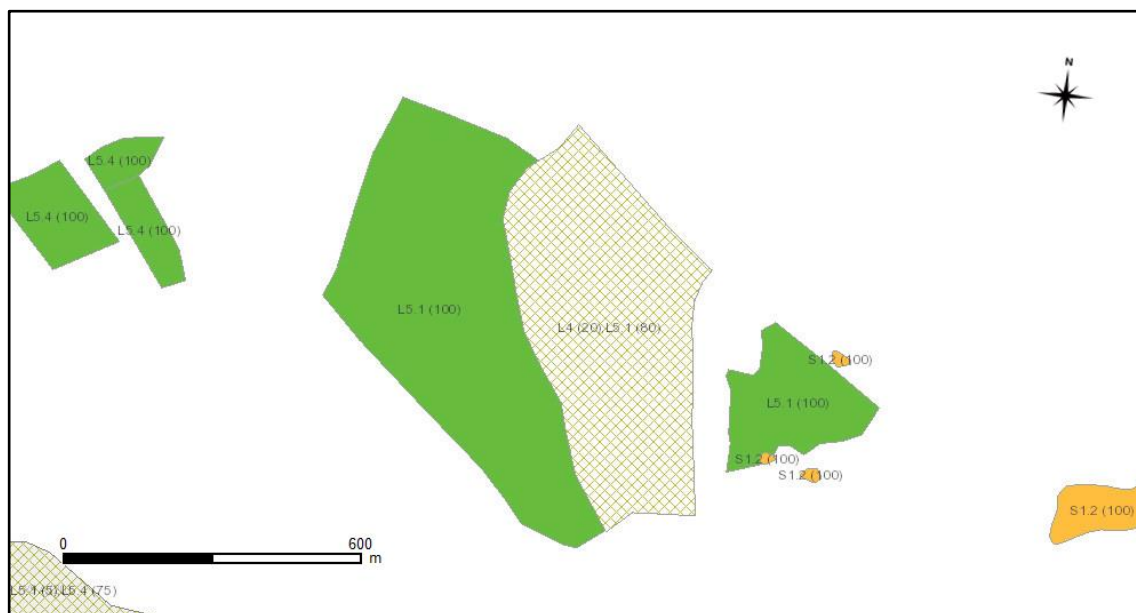 N
L5.4 (100)
L5.4 (100)
L5.4 (100)
L5.1 (100)
L4 (20),L5.1 (80)
S1.2 (100)
L5.1 (100)
S1.2 (100)
S1.2 (100)
S1.2 (100)
0 600
m
(75)